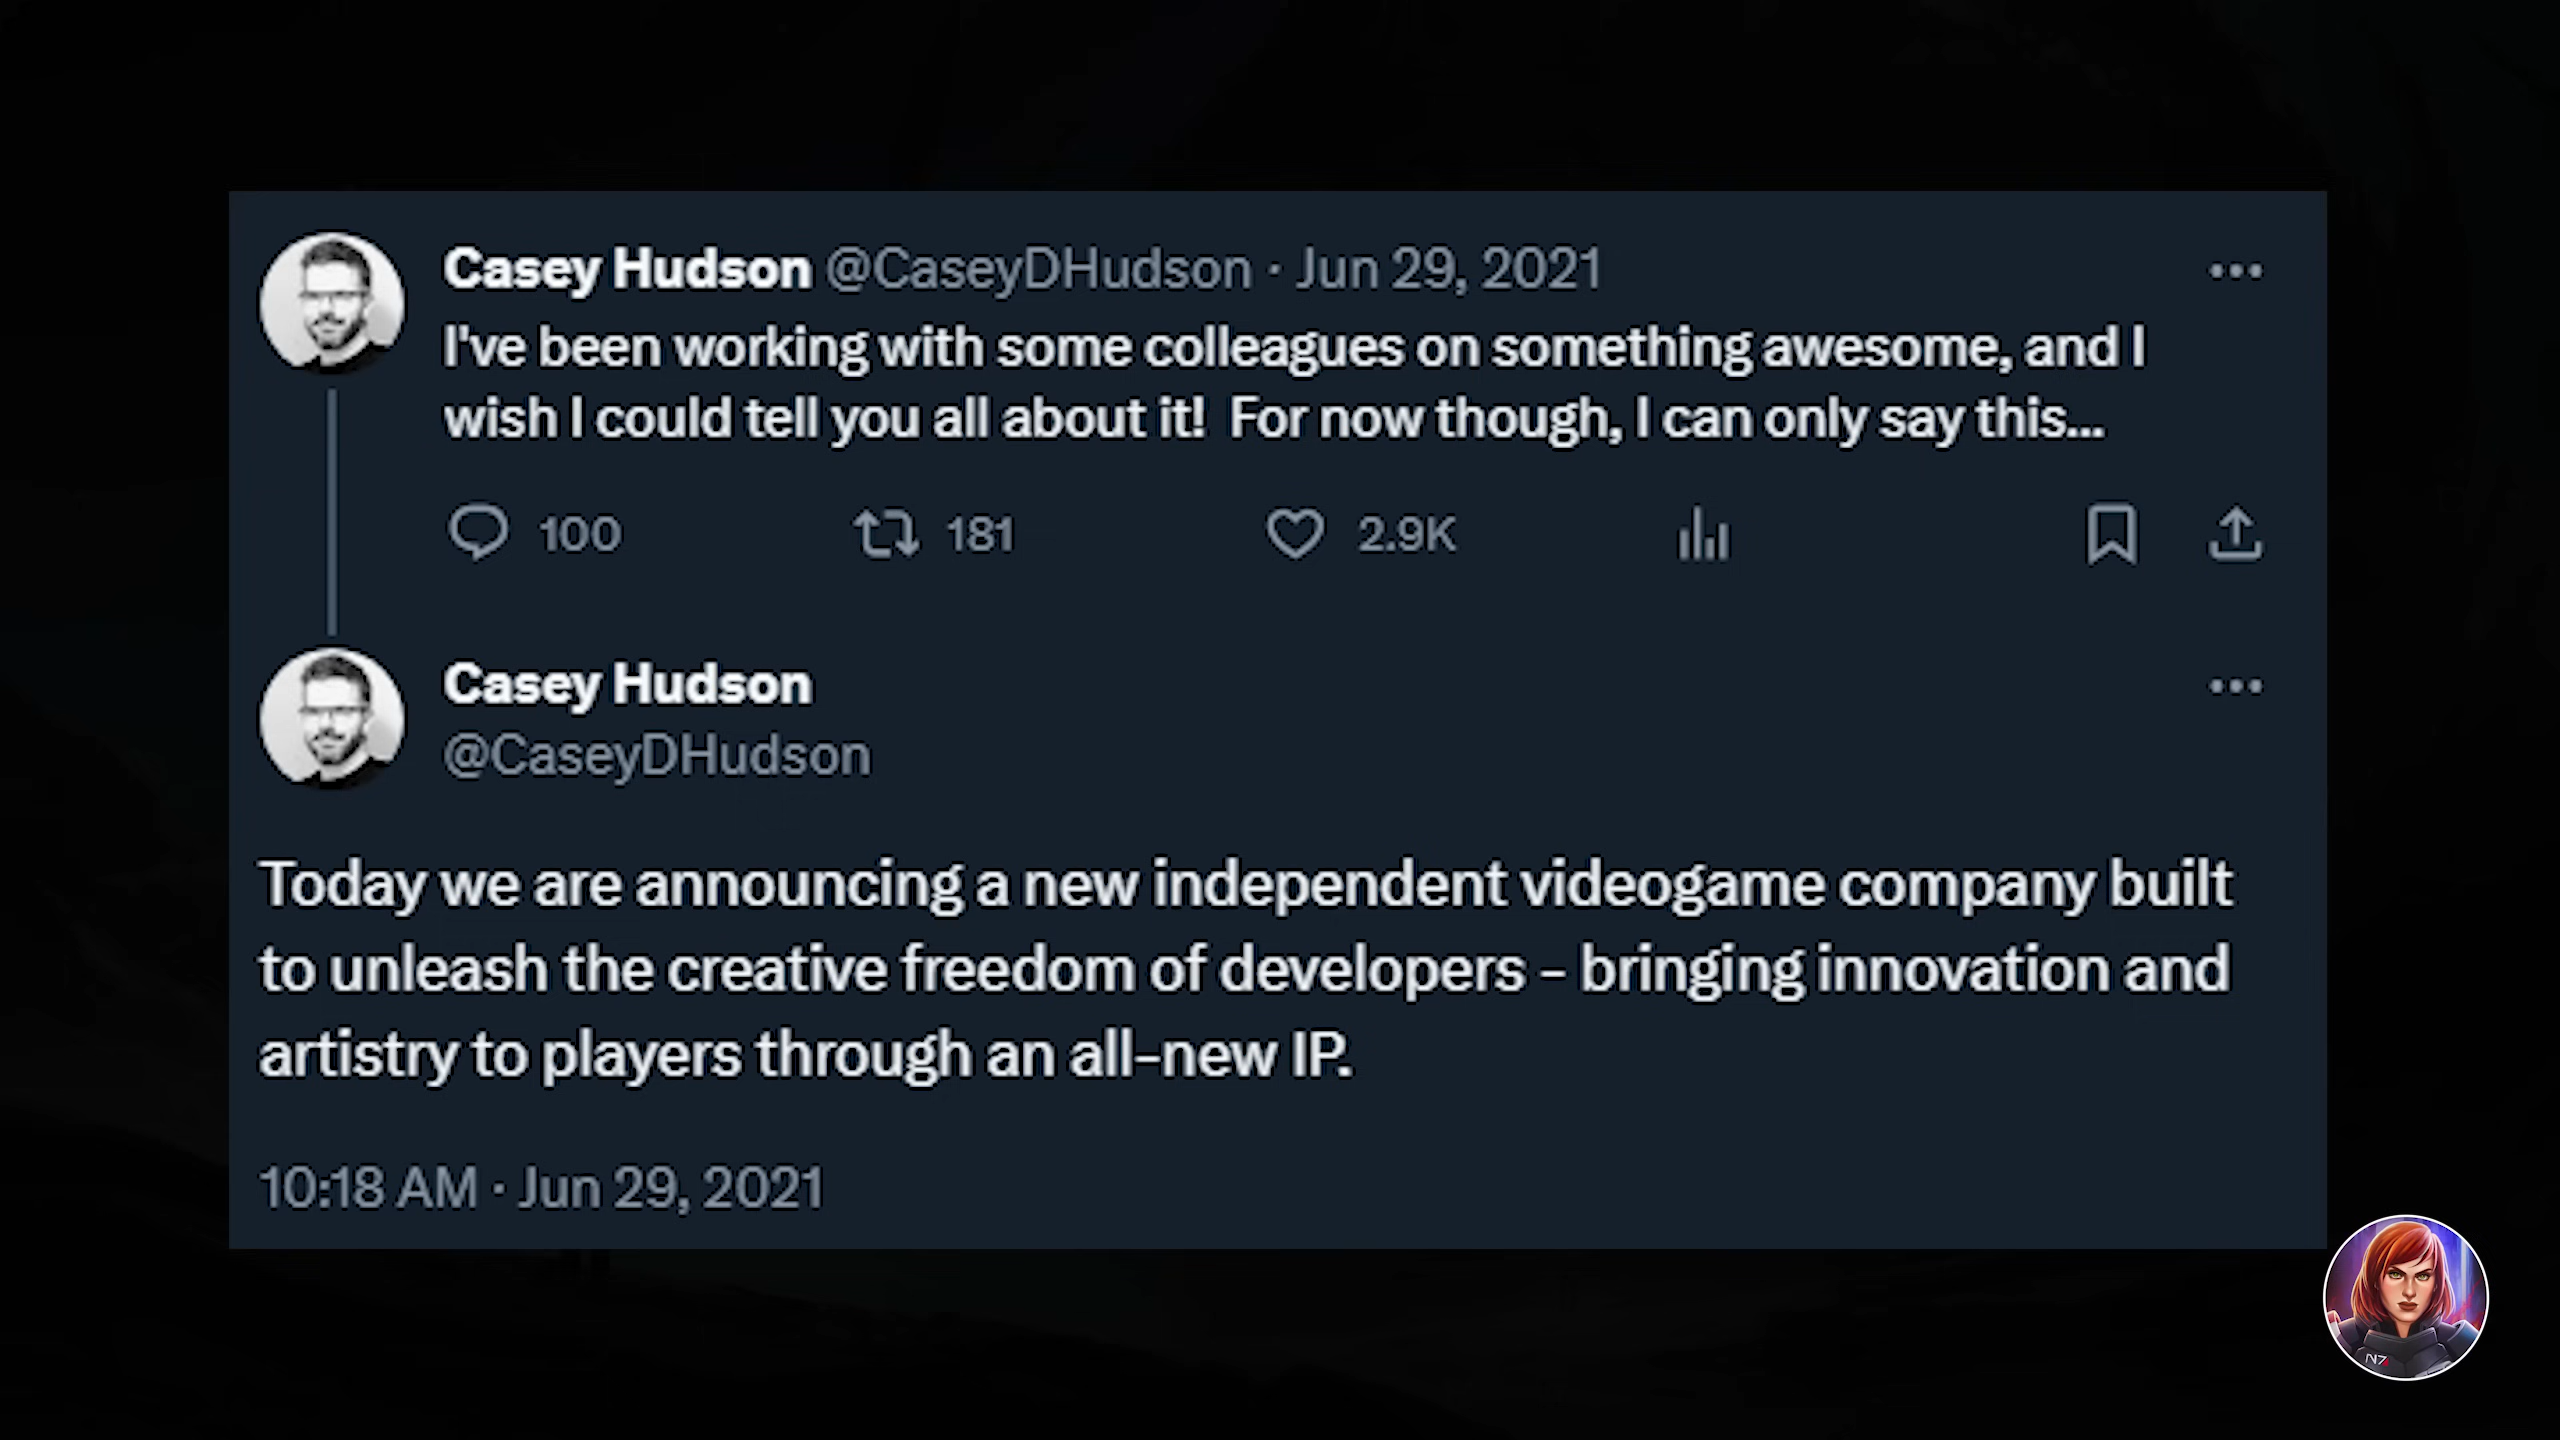 Casey Hudson @CaseyDHudson · Jun 29, 2021
I've been working with some colleagues on something awesome, and I
wish I could tell you all about it!  For now though, I can only say this...
100 181 2.9K
Casey Hudson
@CaseyDHudson
Today we are announcing a new independent videogame company built
to unleash the creative freedom of developers – bringing innovation and
artistry to players through an all-new IP.
10:18 AM · Jun 29, 2021
N7